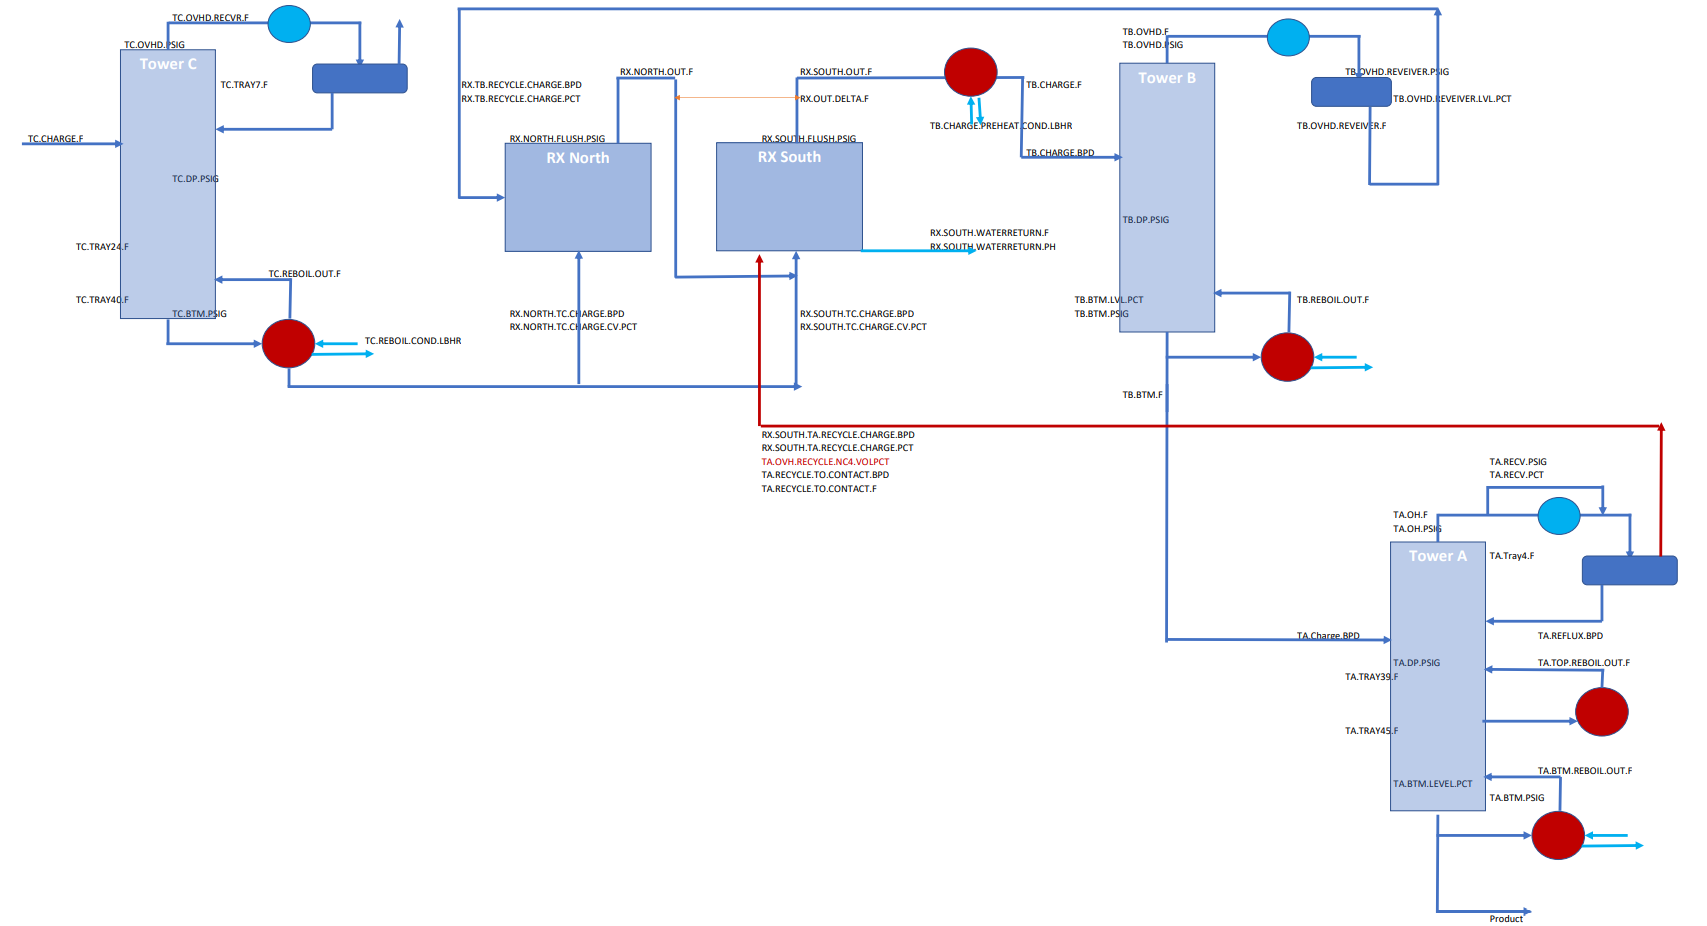 TC.OVHD.RECVR.F
TC.OVHD.PSIG
Tower C
TC.TRAY7.F
TC.CHARGE.F
TC.DP.PSIG
TC.TRAY24.F
TC.REBOIL.OUT.F
TC.TRAY40.F
TC.BTM.PSIG
TC.REBOIL.COND.LBHR
RX.TB.RECYCLE.CHARGE.BPD
RX.TB.RECYCLE.CHARGE.PCT
RX.NORTH.OUT.F
RX.SOUTH.OUT.F
RX.OUT.DELTA.F
RX.NORTH.FLUSH.PSIG
RX North
RX.SOUTH.FLUSH.PSIG
RX South
RX.SOUTH.WATERRETURN.F
RX.SOUTH.WATERRETURN.PH
RX.NORTH.TC.CHARGE.BPD
RX.NORTH.TC.CHARGE.CV.PCT
RX.SOUTH.TC.CHARGE.BPD
RX.SOUTH.TC.CHARGE.CV.PCT
TB.OVHD.F
TB.OVHD.PSIG
Tower B
TB.OVHD.REVEIVER.PSIG
TB.OVHD.REVEIVER.LVL.PCT
TB.OVHD.REVEIVER.F
TB.CHARGE.F
TB.CHARGE.PREHEAT.COND.LBHR
TB.CHARGE.BPD
TB.DP.PSIG
TB.BTM.LVL.PCT
TB.BTM.PSIG
TB.REBOIL.OUT.F
TB.BTM.F
RX.SOUTH.TA.RECYCLE.CHARGE.BPD
RX.SOUTH.TA.RECYCLE.CHARGE.PCT
TA.OVH.RECYCLE.NC4.VOLPCT
TA.RECYCLE.TO.CONTACT.BPD
TA.RECYCLE.TO.CONTACT.F
TA.RECV.PSIG
TA.RECV.PCT
TA.OH.F
TA.OH.PSIG
Tower A
TA.Tray4.F
TA.Charge.BPD
TA.REFLUX.BPD
TA.DP.PSIG
TA.TOP.REBOIL.OUT.F
TA.TRAY39.F
TA.TRAY45.F
TA.BTM.REBOIL.OUT.F
TA.BTM.LEVEL.PCT
TA.BTM.PSIG
Product